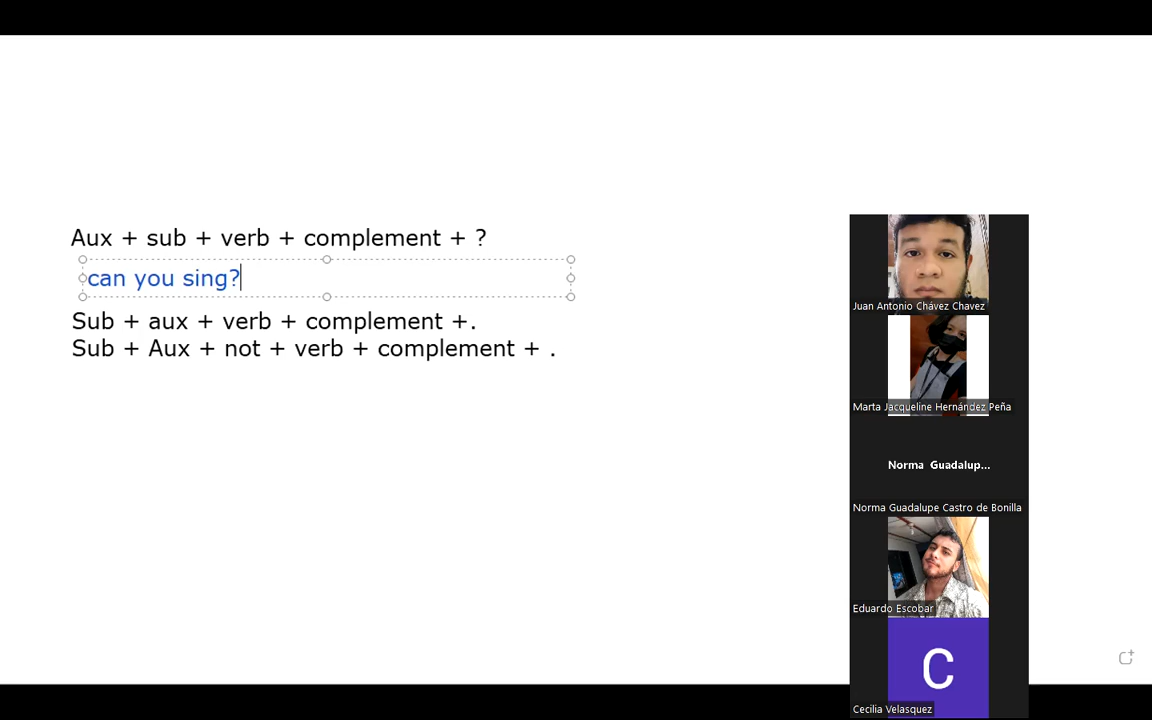 Aux + sub + verb + complement + ?
can you sing?
Sub + aux + verb + complement +.
Sub + Aux + not + verb + complement + .
Juan Antonio Chávez Chavez
Marta Jacqueline Hernández Peña
Norma Guadalup...
Norma Guadalupe Castro de Bonilla
Eduardo Escobar
C
Cecilia Velasquez